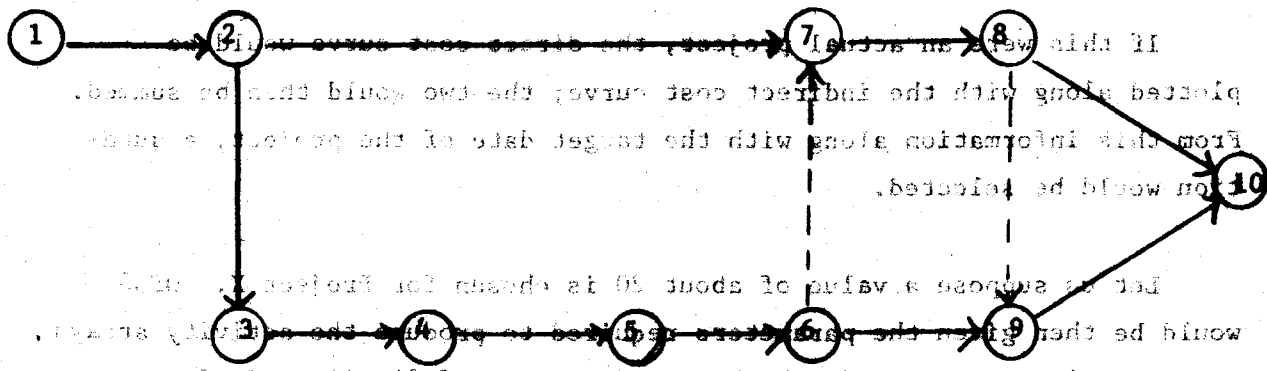 1 2 7 8
If this were an actual project, the direct cost curve would be
plotted along with the indirect cost curve; the two would then be summed.
From this information along with the target date of the project, a dura-
tion would be selected.
10
Let us suppose a value of about 20 is chosen for Project X.
3 4 5 6 9
would be then given the parameters required to produce the activity arrays,